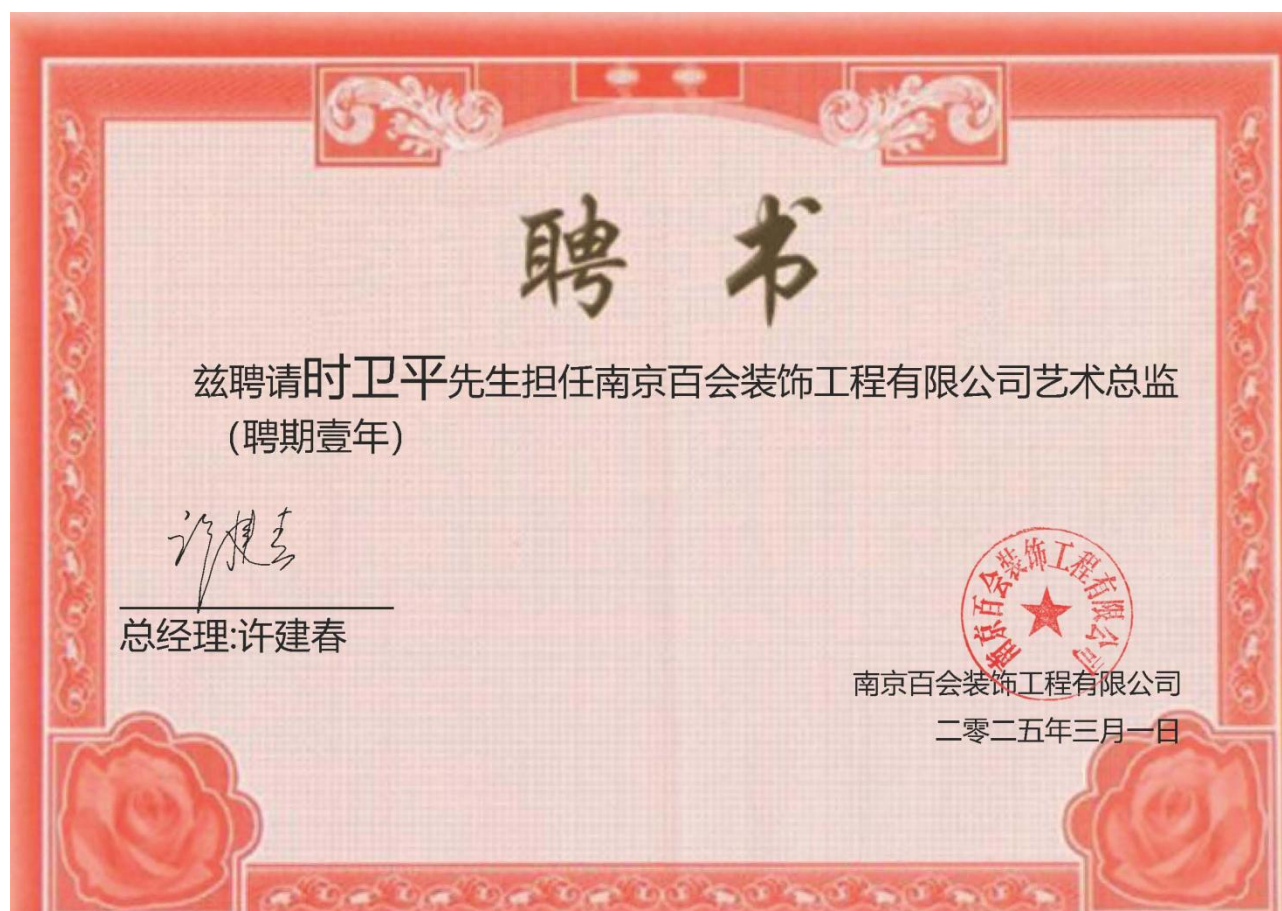 聘 书
兹聘请时卫平先生担任南京百会装饰工程有限公司艺术总监
（聘期壹年）
许建春
总经理:许建春
南京百会装饰工程有限公司
南京百会装饰工程有限公司
二零二五年三月一日